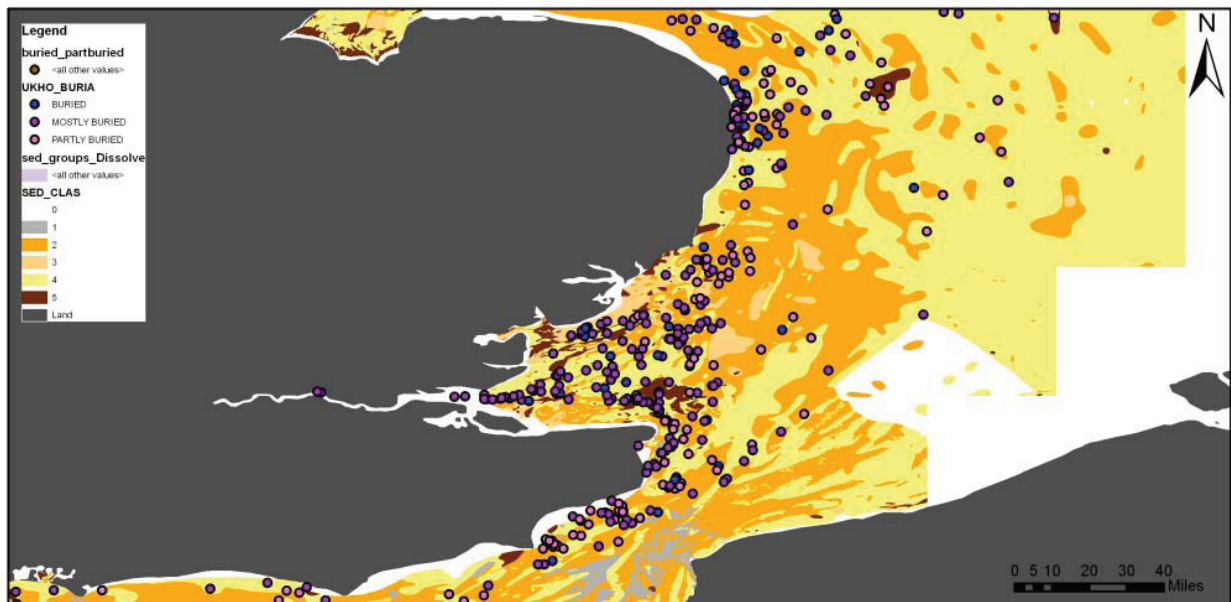 Legend
buried_partburied
<all other values>
UKHO_BURIA
BURIED
MOSTLY BURIED
PARTLY BURIED
sed_groups_Dissolve
<all other values>
SED_CLAS
0
1
2
3
4
5
Land
N
0 5 10 20 30 40
Miles